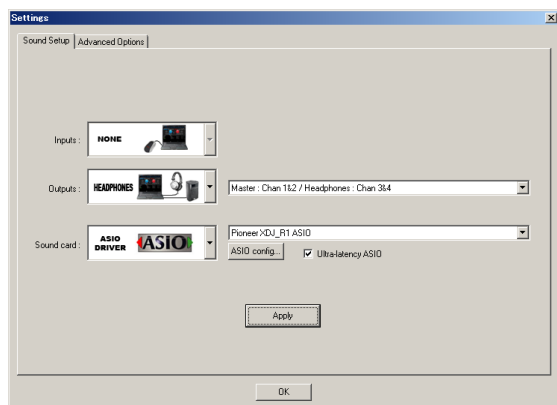 Settings
Sound Setup
Advanced Options
Inputs :
NONE
Outputs :
HEADPHONES
Master : Chan 1&2 / Headphones : Chan 3&4
Sound card :
ASIO DRIVER
ASIO
Pioneer XDJ_R1 ASIO
ASIO config...
Ultra-latency ASIO
Apply
OK